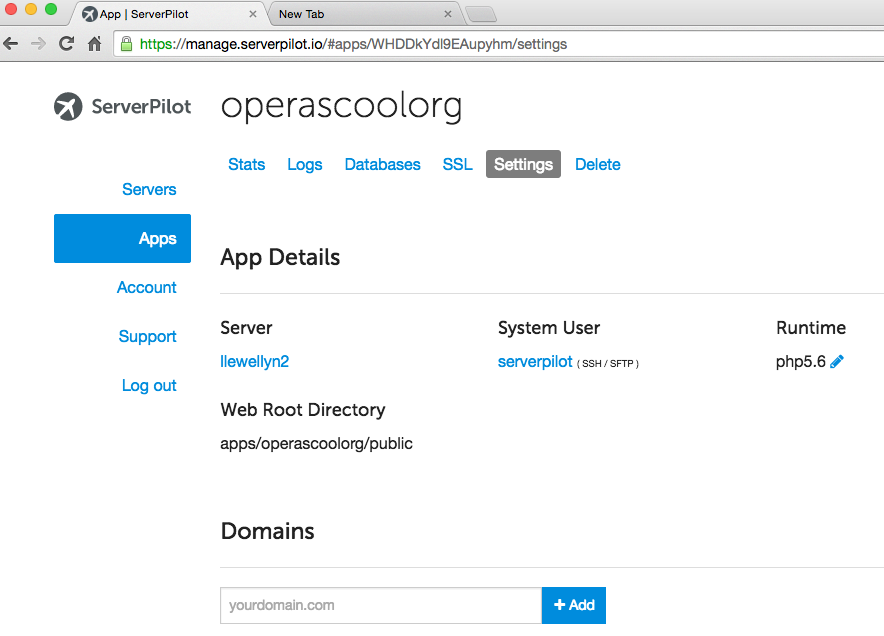 App | ServerPilot
New Tab
https://manage.serverpilot.io/#apps/WHDDkYdl9EAupyhm/settings
ServerPilot
operascoolorg
Stats Logs Databases SSL Settings Delete
Servers
Apps
Account
Support
Log out
App Details
Server System User Runtime
llewellyn2 serverpilot ( SSH / SFTP ) php5.6
Web Root Directory
apps/operascoolorg/public
Domains
yourdomain.com + Add